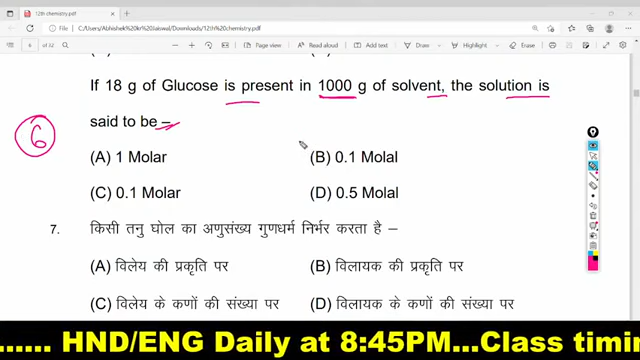 12th chemistry.pdf
File C:/Users/Abhishek%20kr%20Jaiswal/Downloads/12th%20chemistry.pdf
6 of 32
Page view
Read aloud
Add text
Draw
Highlight
Erase
If 18 g of Glucose is present in 1000 g of solvent, the solution is
said to be –
6
(A) 1 Molar (B) 0.1 Molal
(C) 0.1 Molar (D) 0.5 Molal
7. किसी तनु घोल का अणुसंख्य गुणधर्म निर्भर करता है –
(A) विलेय की प्रकृति पर (B) विलायक की प्रकृति पर
(C) विलेय के कणों की संख्या पर (D) विलायक के कणों की संख्या पर
...... HND/ENG Daily at 8:45PM...Class timi